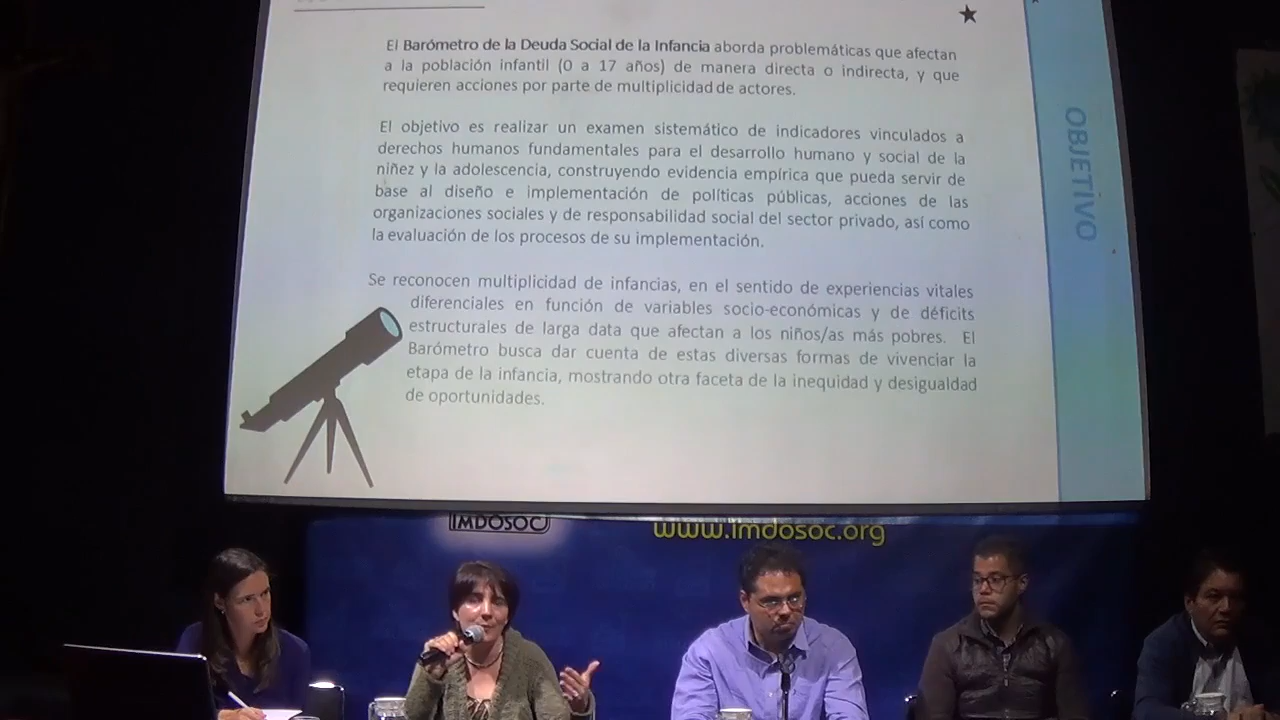 El Barómetro de la Deuda Social de la Infancia aborda problemáticas que afectan
a la población infantil (0 a 17 años) de manera directa o indirecta, y que
requieren acciones por parte de multiplicidad de actores.
El objetivo es realizar un examen sistemático de indicadores vinculados a
derechos humanos fundamentales para el desarrollo humano y social de la
niñez y la adolescencia, construyendo evidencia empírica que pueda servir de
base al diseño e implementación de políticas públicas, acciones de las
organizaciones sociales y de responsabilidad social del sector privado, así como
la evaluación de los procesos de su implementación.
Se reconocen multiplicidad de infancias, en el sentido de experiencias vitales
diferenciales en función de variables socio-económicas y de déficits
estructurales de larga data que afectan a los niños/as más pobres. El
Barómetro busca dar cuenta de estas diversas formas de vivenciar la
etapa de la infancia, mostrando otra faceta de la inequidad y desigualdad
de oportunidades.
OBJETIVO
IMDOSOC
www.imdosoc.org